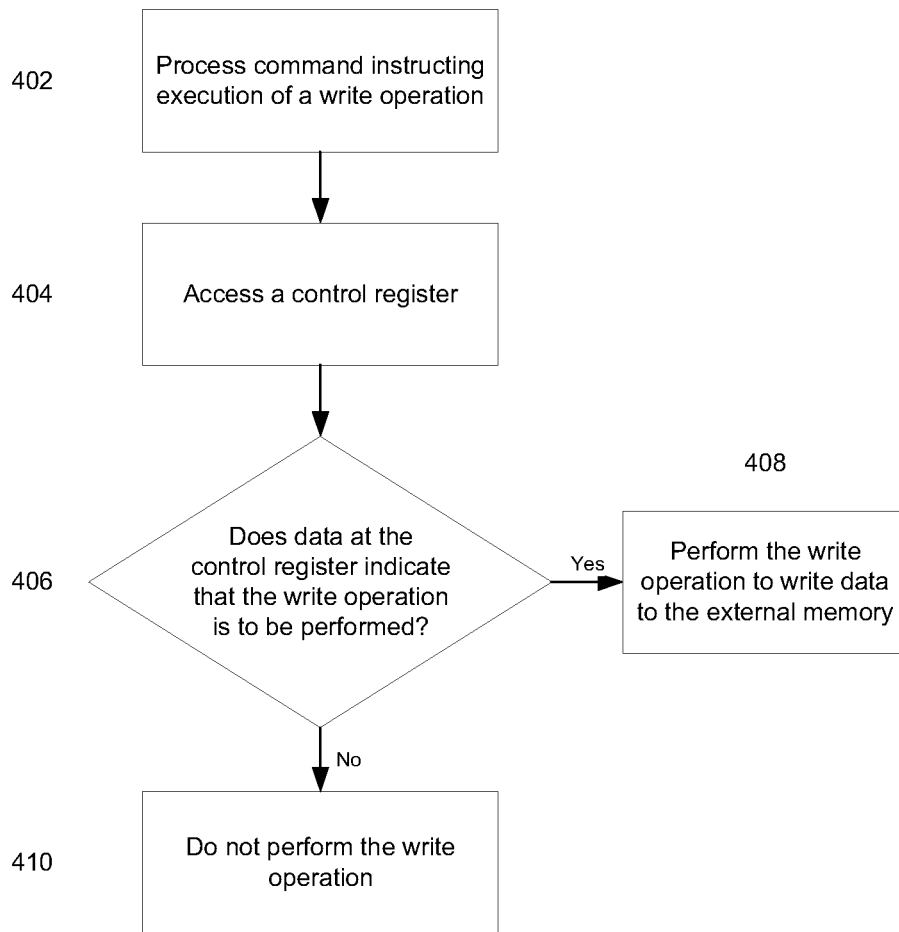 402
Process command instructing
execution of a write operation
404
Access a control register
408
406
Does data at the
control register indicate
that the write operation
is to be performed?
Yes
Perform the write
operation to write data
to the external memory
No
410
Do not perform the write
operation